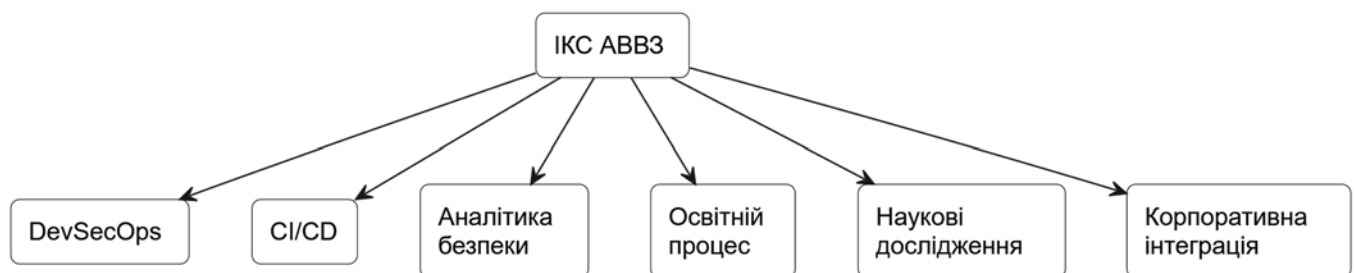 ІКС АВВЗ
DevSecOps
CI/CD
Аналітика
безпеки
Освітній
процес
Наукові
дослідження
Корпоративна
інтеграція